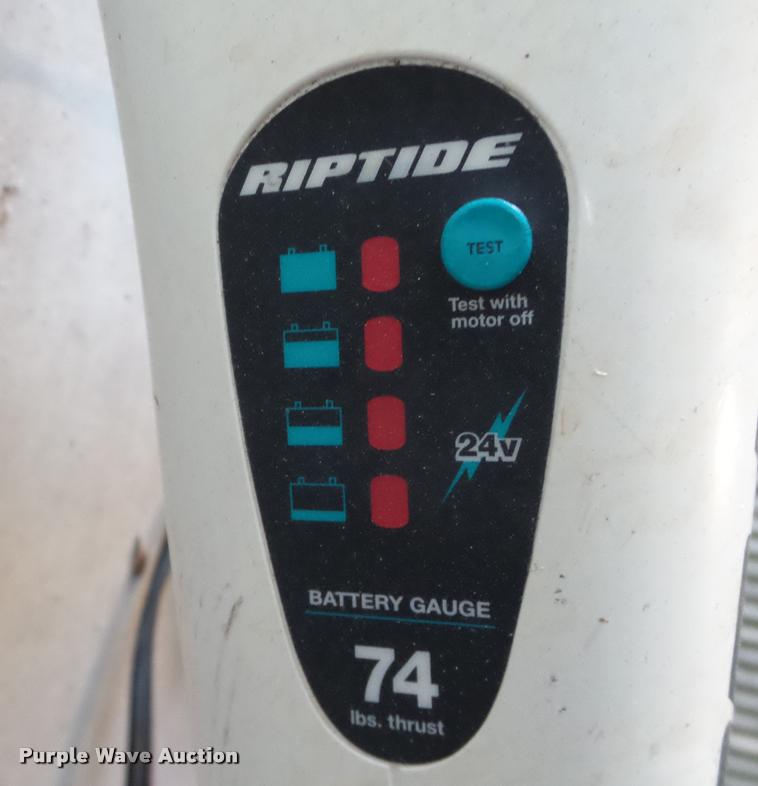 RIPTIDE
TEST
Test with
motor off
24v
BATTERY GAUGE
74
lbs. thrust
Purple Wave Auction